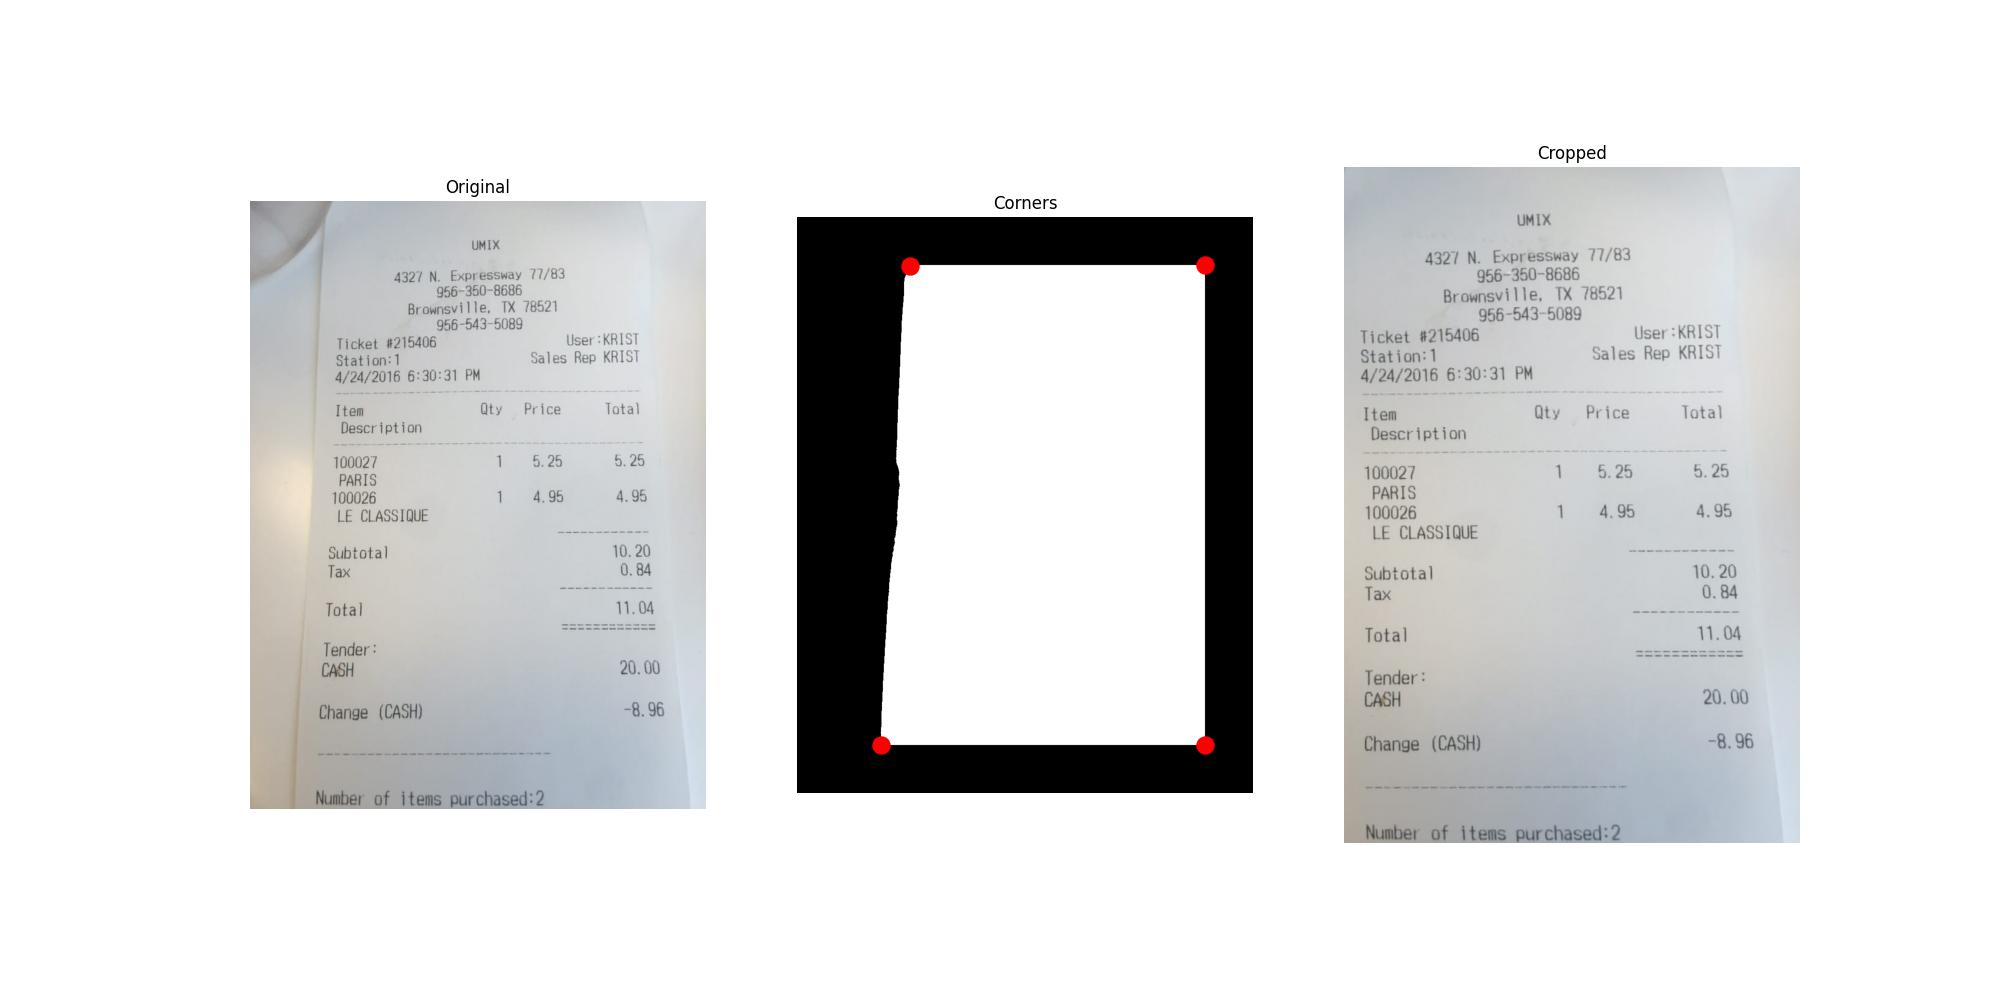 Original
UMIX
4327 N. Expressway 77/83
956-350-8686
Brownsville, TX 78521
956-543-5089
Ticket #215406 User:KRIST
Station:1 Sales Rep KRIST
4/24/2016 6:30:31 PM
Item Qty Price Total
Description
100027 1 5.25 5.25
PARIS
100026 1 4.95 4.95
LE CLASSIQUE
Subtotal 10.20
Tax 0.84
Total 11.04
Tender:
CASH 20.00
Change (CASH) -8.96
Number of items purchased:2
Corners
Cropped
UMIX
4327 N. Expressway 77/83
956-350-8686
Brownsville, TX 78521
956-543-5089
Ticket #215406 User:KRIST
Station:1 Sales Rep KRIST
4/24/2016 6:30:31 PM
Item Qty Price Total
Description
100027 1 5.25 5.25
PARIS
100026 1 4.95 4.95
LE CLASSIQUE
Subtotal 10.20
Tax 0.84
Total 11.04
Tender:
CASH 20.00
Change (CASH) -8.96
Number of items purchased:2